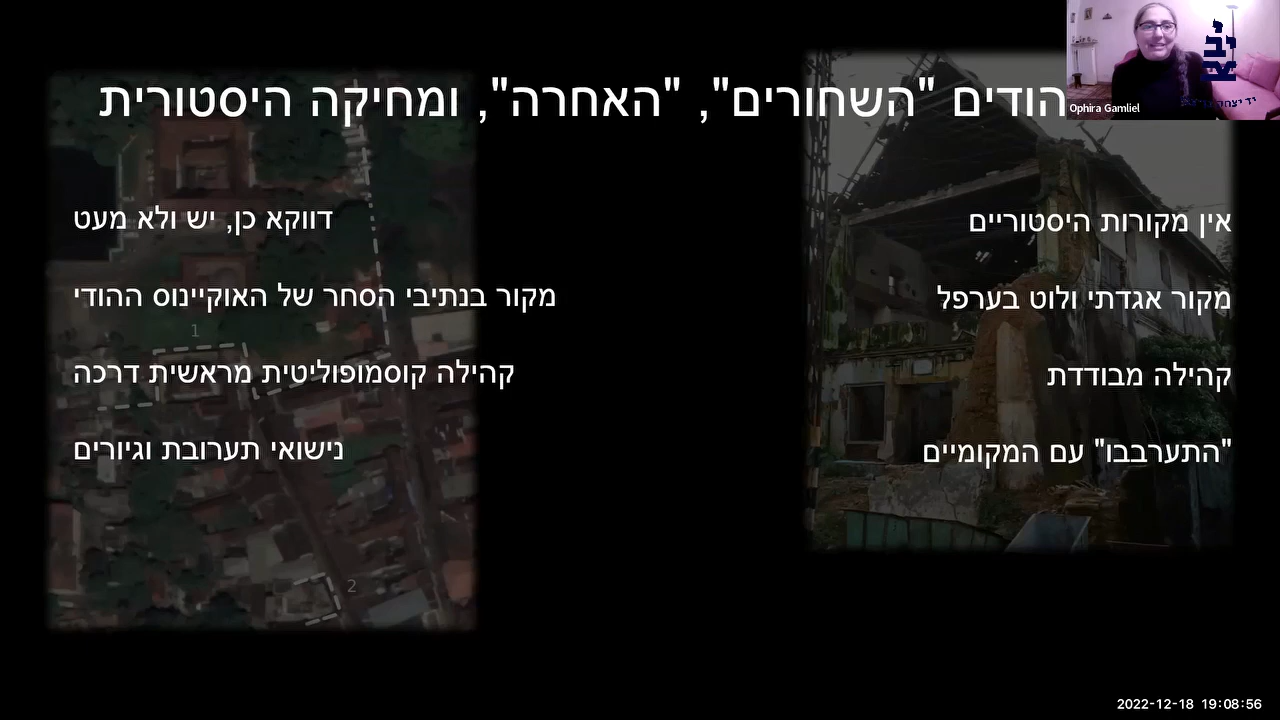 הודים "השחורים", "האחרה", ומחיקה היסטורית
Ophira Gamliel
אין מקורות היסטוריים
דווקא כן, יש ולא מעט
מקור אגדתי ולוט בערפל
מקור בנתיבי הסחר של האוקיינוס ההודי
קהילה מבודדת
קהילה קוסמופוליטית מראשית דרכה
"התערבבו" עם המקומיים
נישואי תערובת וגיורים
1
2
2022-12-18 19:08:56